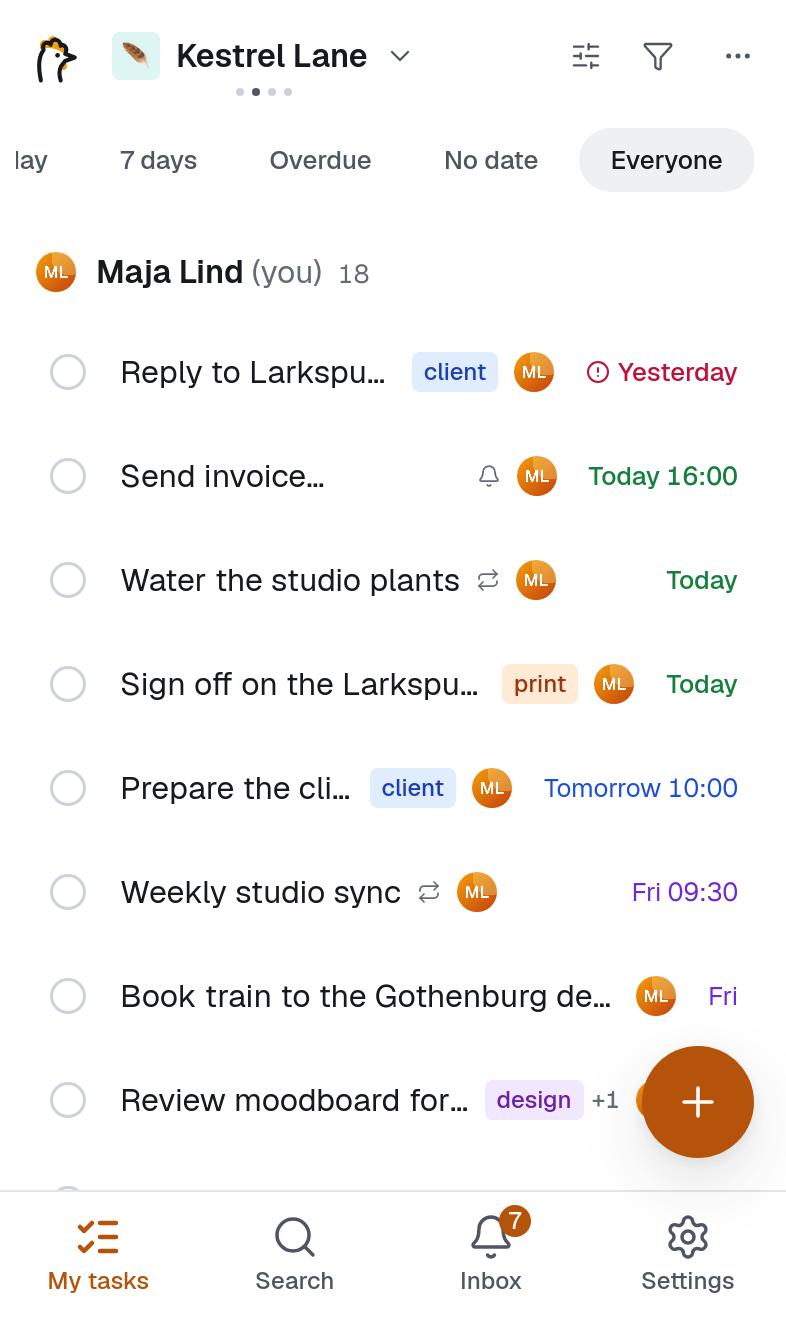 Kestrel Lane
7 days Overdue No date Everyone
ML Maja Lind (you) 18
Reply to Larkspu... client ML Yesterday
Send invoice... ML Today 16:00
Water the studio plants ML Today
Sign off on the Larkspu... print ML Today
Prepare the cli... client ML Tomorrow 10:00
Weekly studio sync ML Fri 09:30
Book train to the Gothenburg de... ML Fri
Review moodboard for... design +1
7
My tasks Search Inbox Settings